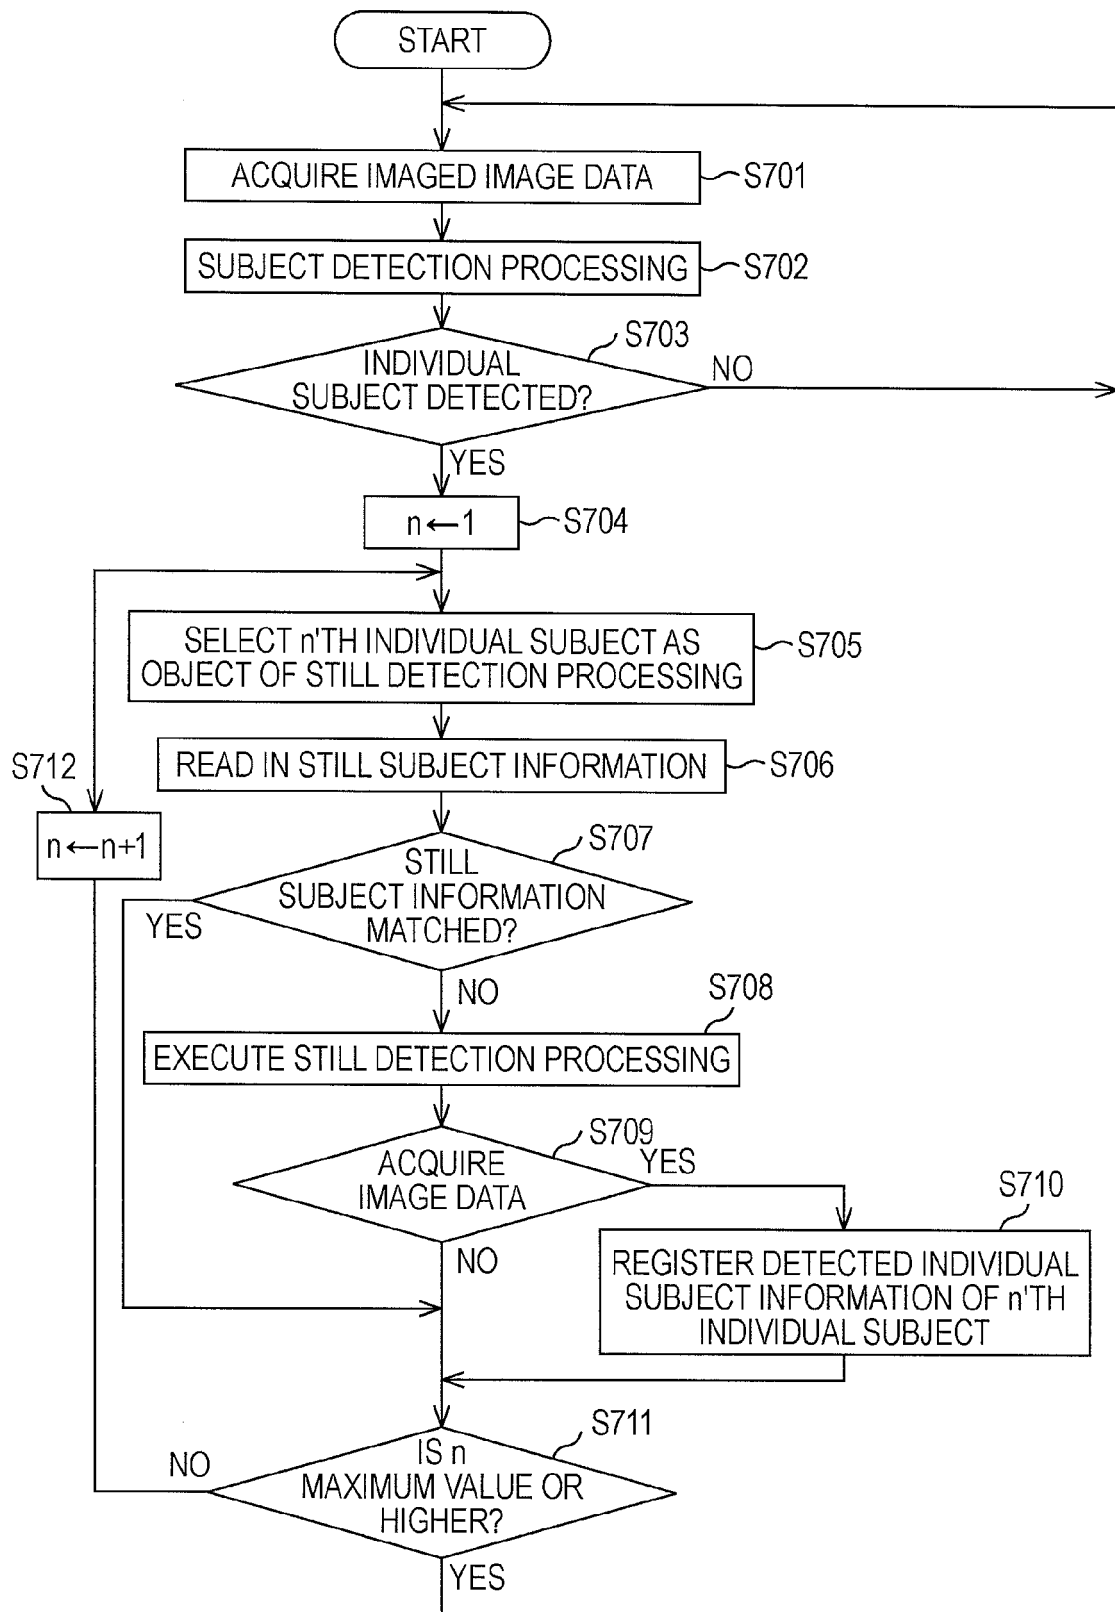 START
ACQUIRE IMAGED IMAGE DATA
S701
SUBJECT DETECTION PROCESSING
S702
S703
INDIVIDUAL
SUBJECT DETECTED?
NO
YES
n←1
S704
SELECT n'TH INDIVIDUAL SUBJECT AS
OBJECT OF STILL DETECTION PROCESSING
S705
READ IN STILL SUBJECT INFORMATION
S706
S712
n←n+1
S707
STILL
SUBJECT INFORMATION
MATCHED?
YES
NO
S708
EXECUTE STILL DETECTION PROCESSING
S709
ACQUIRE
IMAGE DATA
YES
NO
S710
REGISTER DETECTED INDIVIDUAL
SUBJECT INFORMATION OF n'TH
INDIVIDUAL SUBJECT
S711
IS n
MAXIMUM VALUE OR
HIGHER?
NO
YES